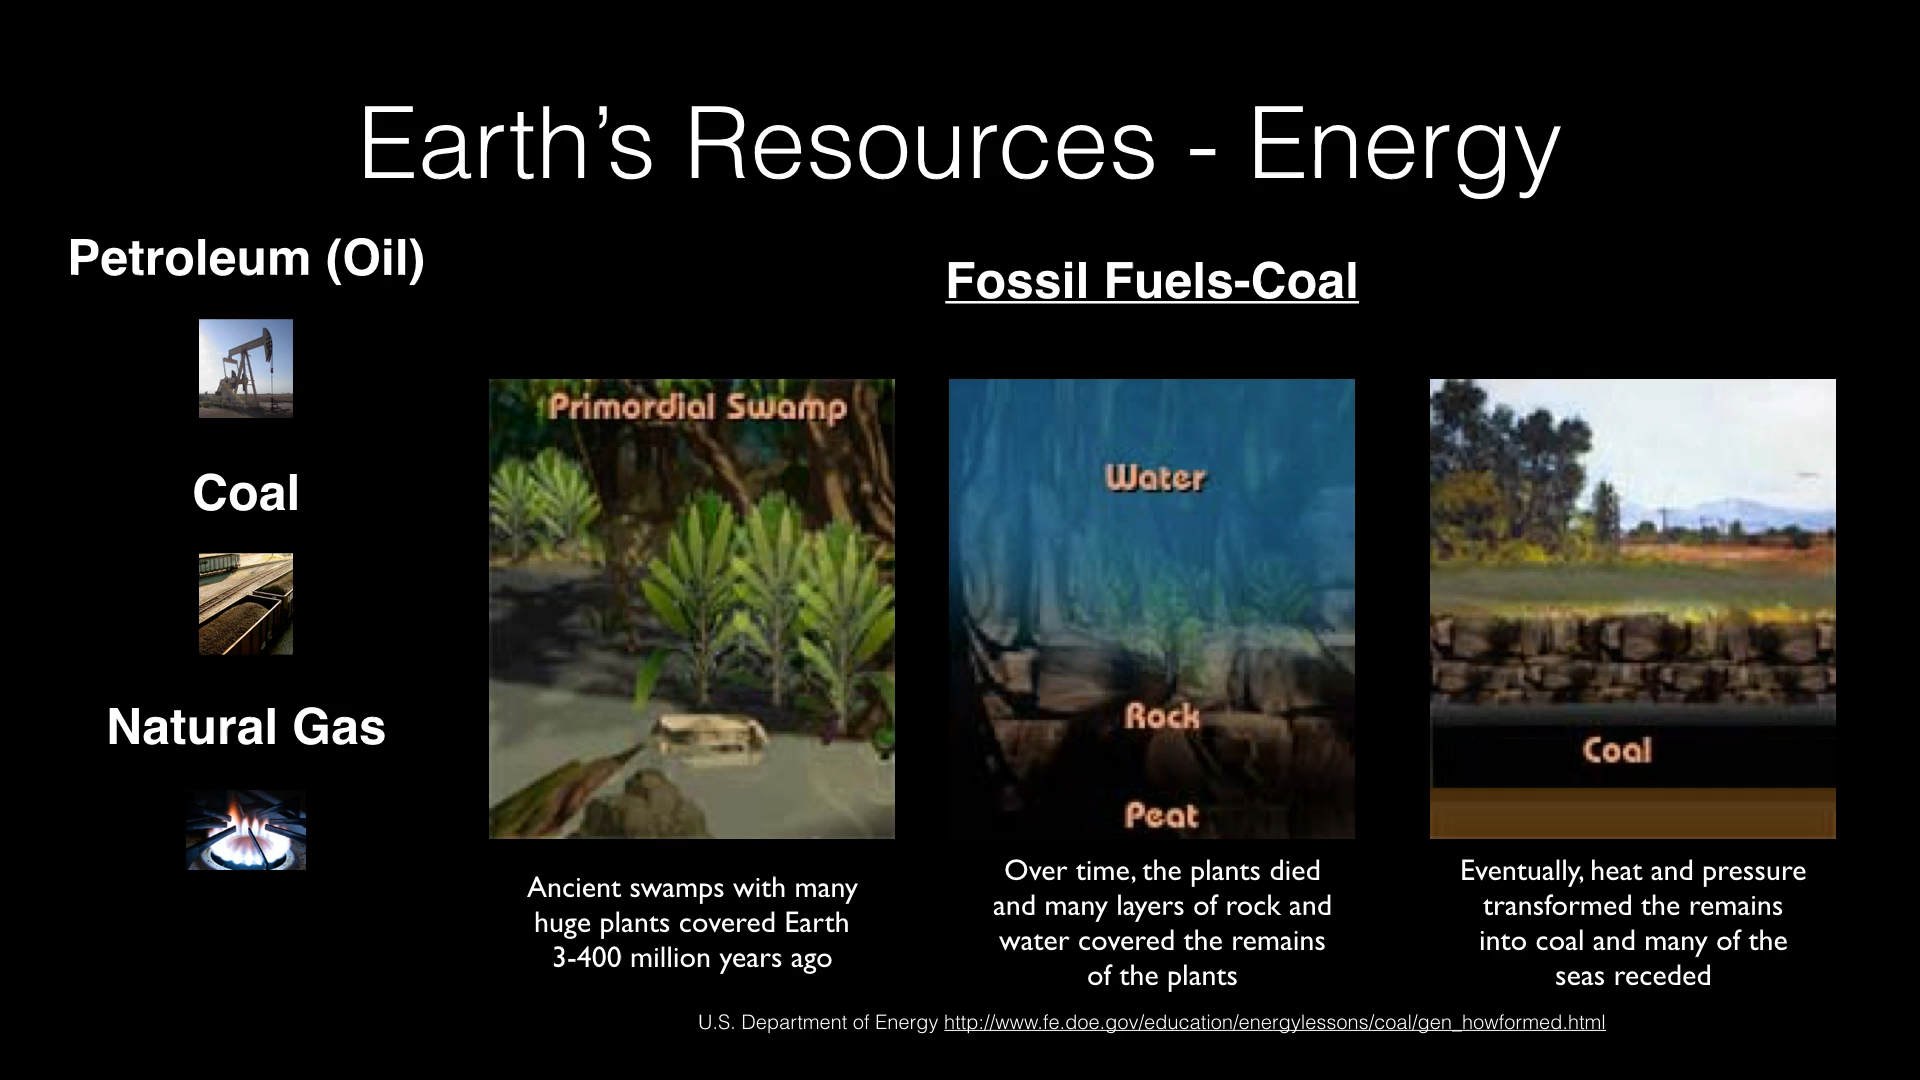 Earth’s Resources - Energy
Petroleum (Oil)
Coal
Natural Gas
Fossil Fuels-Coal
Primordial Swamp
Ancient swamps with many
huge plants covered Earth
3-400 million years ago
Water
Rock
Peat
Over time, the plants died
and many layers of rock and
water covered the remains
of the plants
Coal
Eventually, heat and pressure
transformed the remains
into coal and many of the
seas receded
U.S. Department of Energy http://www.fe.doe.gov/education/energylessons/coal/gen_howformed.html